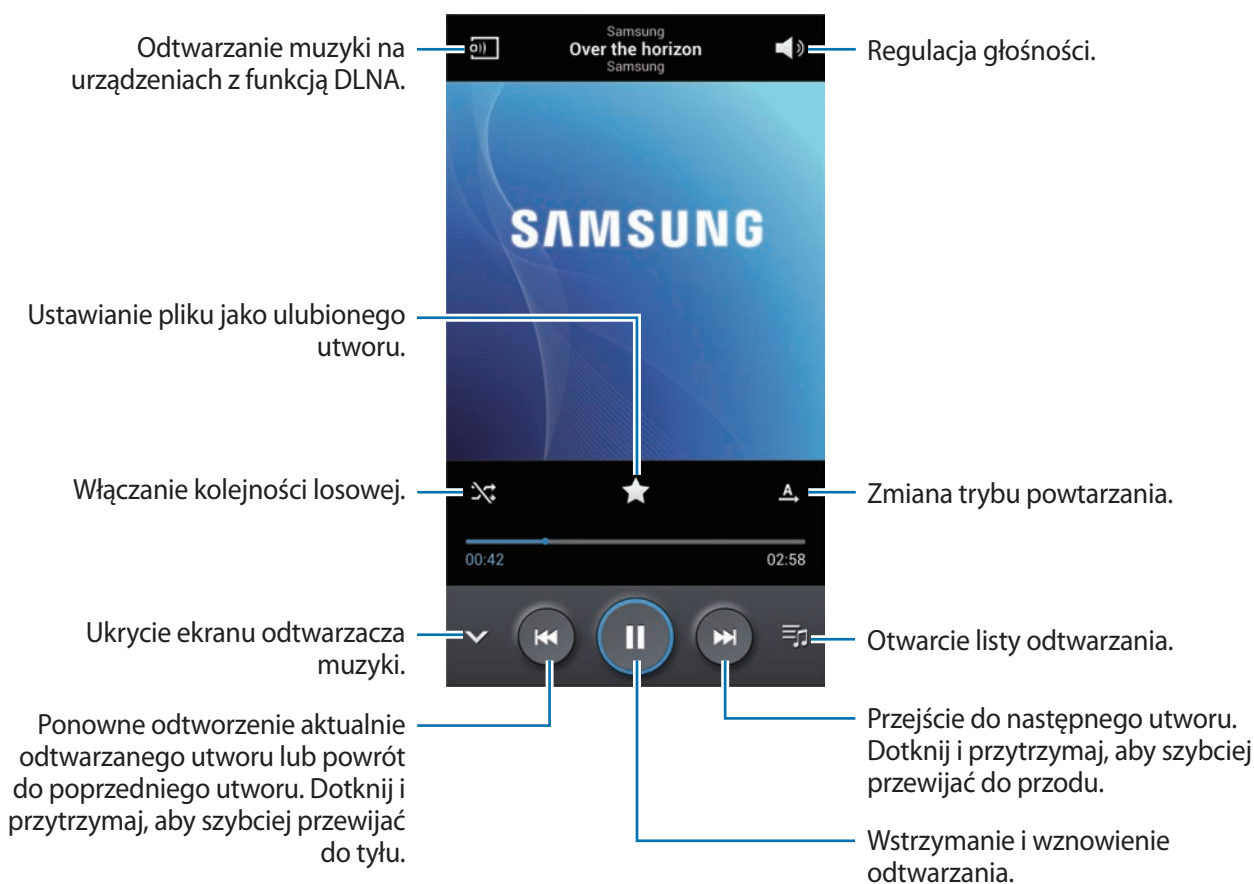 Odtwarzanie muzyki na
urządzeniach z funkcją DLNA.
Samsung
Over the horizon
Samsung
Regulacja głośności.
SAMSUNG
Ustawianie pliku jako ulubionego
utworu.
Włączanie kolejności losowej.
A
Zmiana trybu powtarzania.
00:42
02:58
Ukrycie ekranu odtwarzacza
muzyki.
Otwarcie listy odtwarzania.
Ponowne odtworzenie aktualnie
odtwarzanego utworu lub powrót
do poprzedniego utworu. Dotknij i
przytrzymaj, aby szybciej przewijać
do tyłu.
Przejście do następnego utworu.
Dotknij i przytrzymaj, aby szybciej
przewijać do przodu.
Wstrzymanie i wznowienie
odtwarzania.